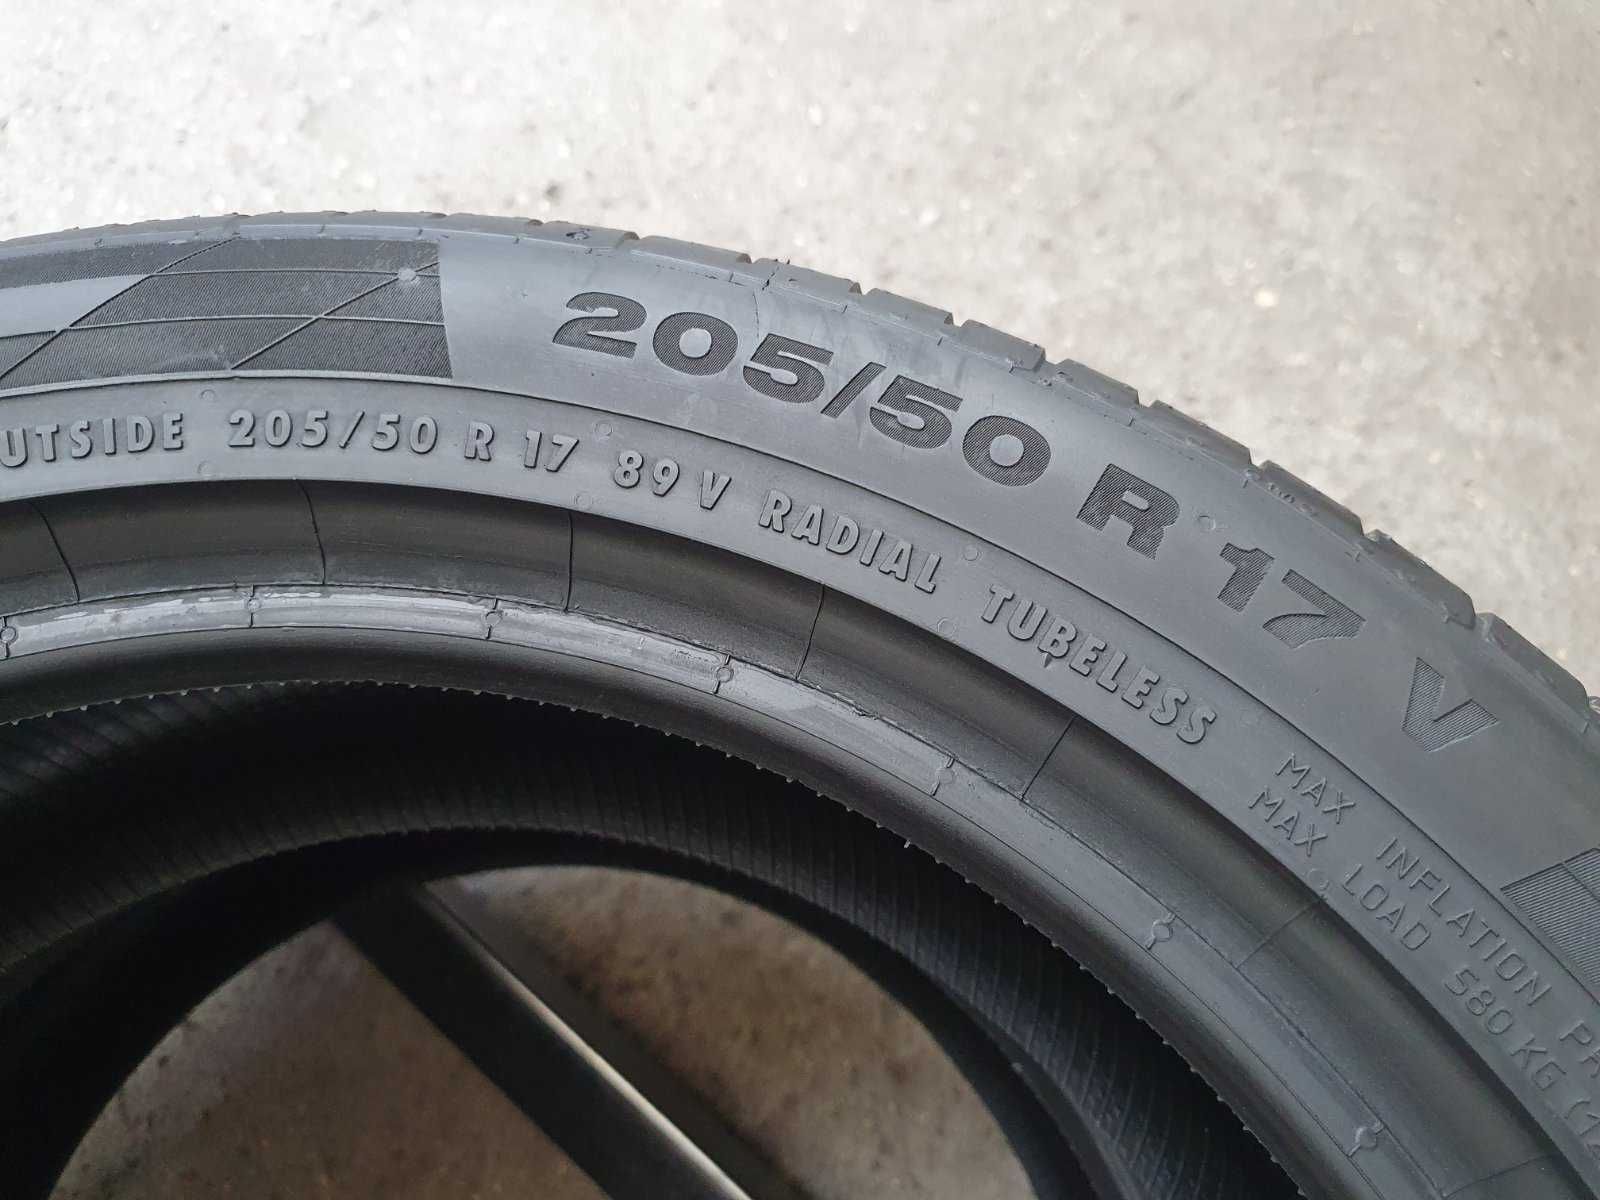 205/50 R 17 V
UTSIDE 205/50 R 17 89 V RADIAL TUBELESS
MAX INFLATION
MAX LOAD 580 KG